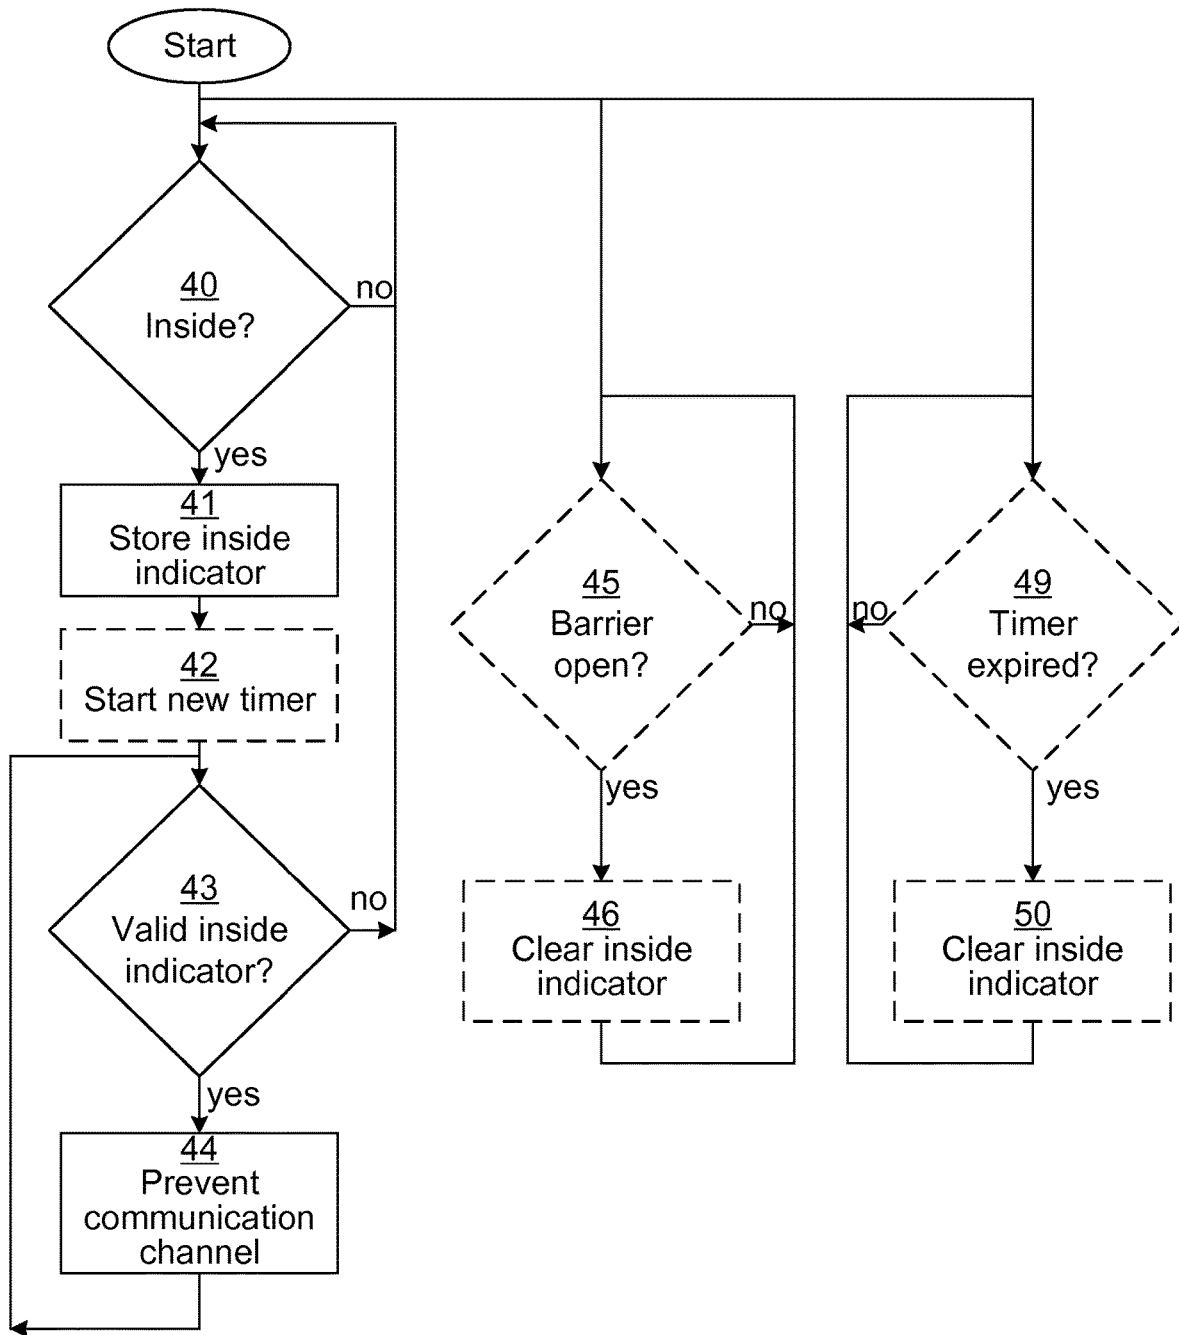 Start
40
Inside?
no
yes
41
Store inside
indicator
42
Start new timer
43
Valid inside
indicator?
no
yes
44
Prevent
communication
channel
45
Barrier
open?
no
yes
46
Clear inside
indicator
49
Timer
expired?
no
yes
50
Clear inside
indicator